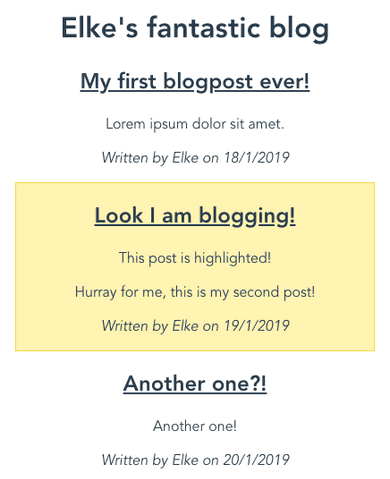 Elke's fantastic blog
My first blogpost ever!
Lorem ipsum dolor sit amet.
Written by Elke on 18/1/2019
Look I am blogging!
This post is highlighted!
Hurray for me, this is my second post!
Written by Elke on 19/1/2019
Another one?!
Another one!
Written by Elke on 20/1/2019